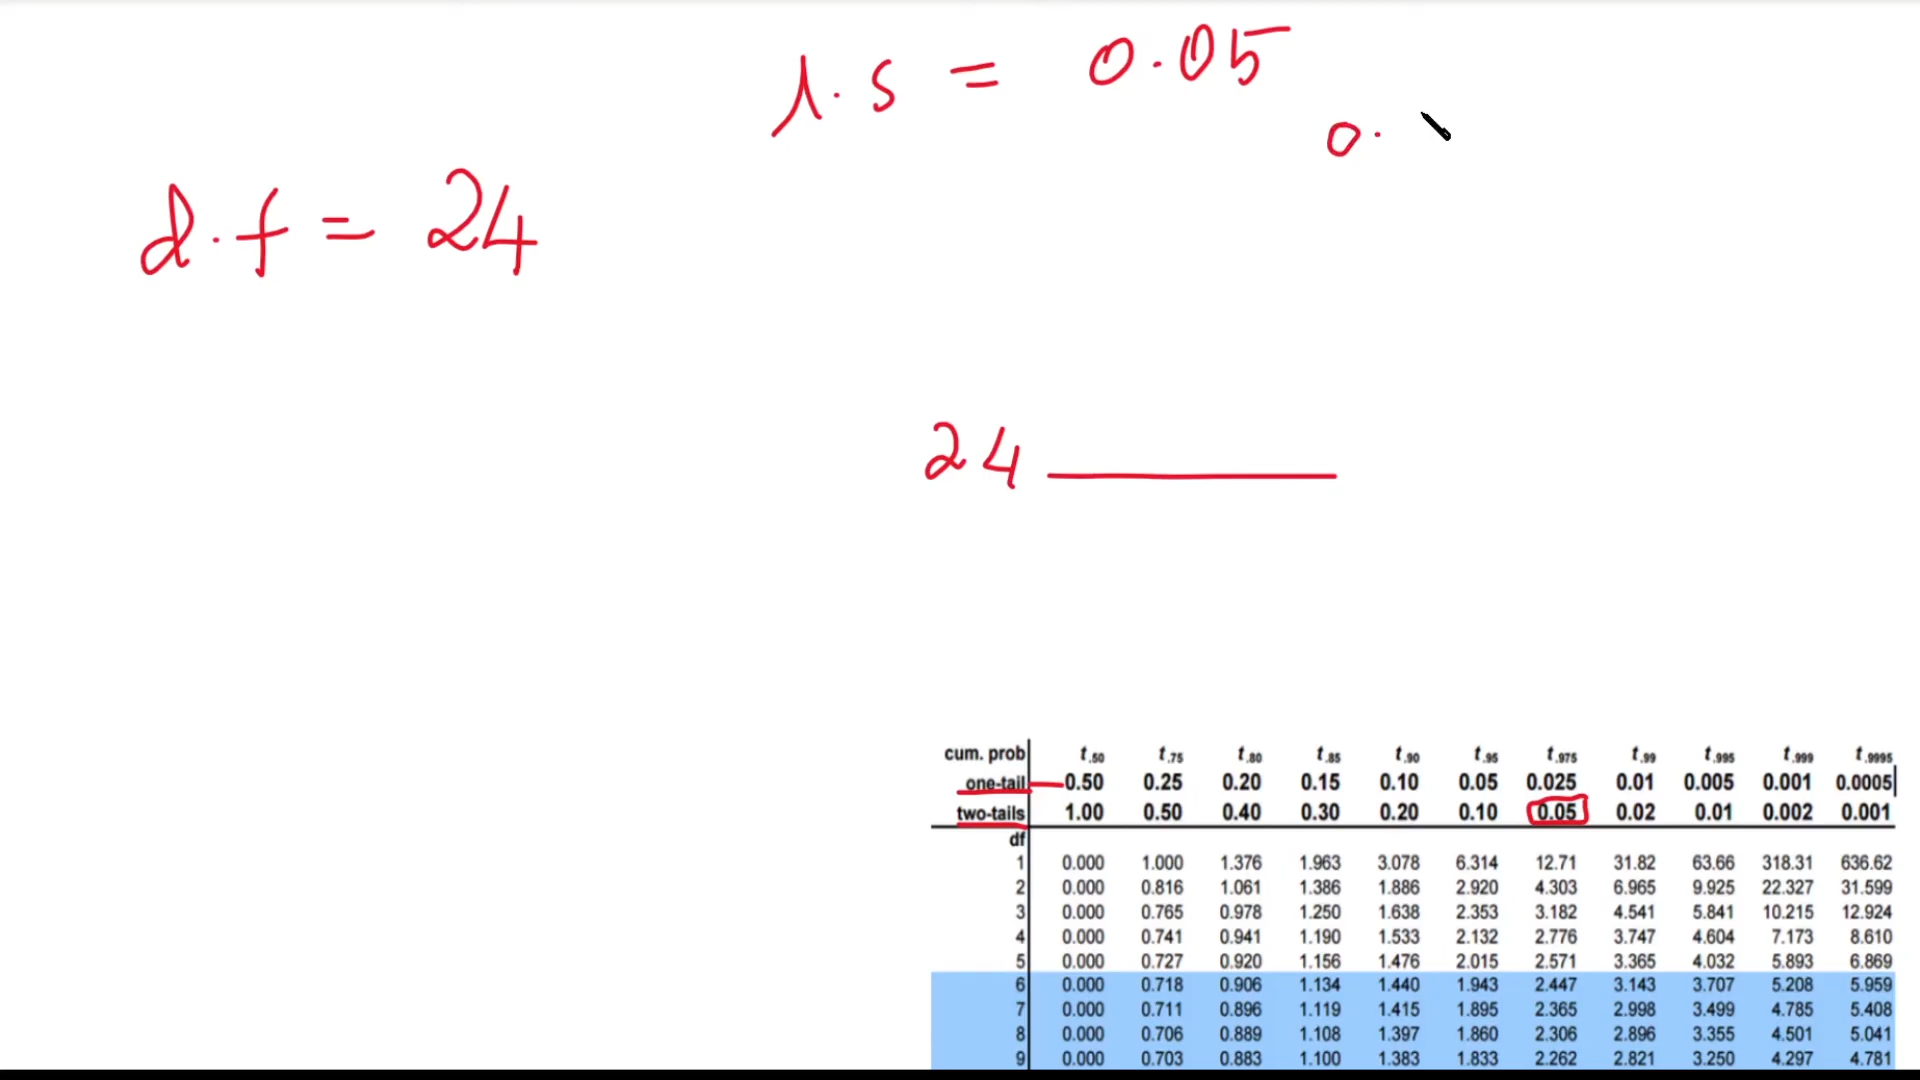 l.s = 0.05
0.
d.f = 24
24
cum. prob t.50 t.75 t.80 t.85 t.90 t.95 t.975 t.99 t.995 t.999 t.9995
one-tail 0.50 0.25 0.20 0.15 0.10 0.05 0.025 0.01 0.005 0.001 0.0005
two-tails 1.00 0.50 0.40 0.30 0.20 0.10 0.05 0.02 0.01 0.002 0.001
df
1 0.000 1.000 1.376 1.963 3.078 6.314 12.71 31.82 63.66 318.31 636.62
2 0.000 0.816 1.061 1.386 1.886 2.920 4.303 6.965 9.925 22.327 31.599
3 0.000 0.765 0.978 1.250 1.638 2.353 3.182 4.541 5.841 10.215 12.924
4 0.000 0.741 0.941 1.190 1.533 2.132 2.776 3.747 4.604 7.173 8.610
5 0.000 0.727 0.920 1.156 1.476 2.015 2.571 3.365 4.032 5.893 6.869
6 0.000 0.718 0.906 1.134 1.440 1.943 2.447 3.143 3.707 5.208 5.959
7 0.000 0.711 0.896 1.119 1.415 1.895 2.365 2.998 3.499 4.785 5.408
8 0.000 0.706 0.889 1.108 1.397 1.860 2.306 2.896 3.355 4.501 5.041
9 0.000 0.703 0.883 1.100 1.383 1.833 2.262 2.821 3.250 4.297 4.781